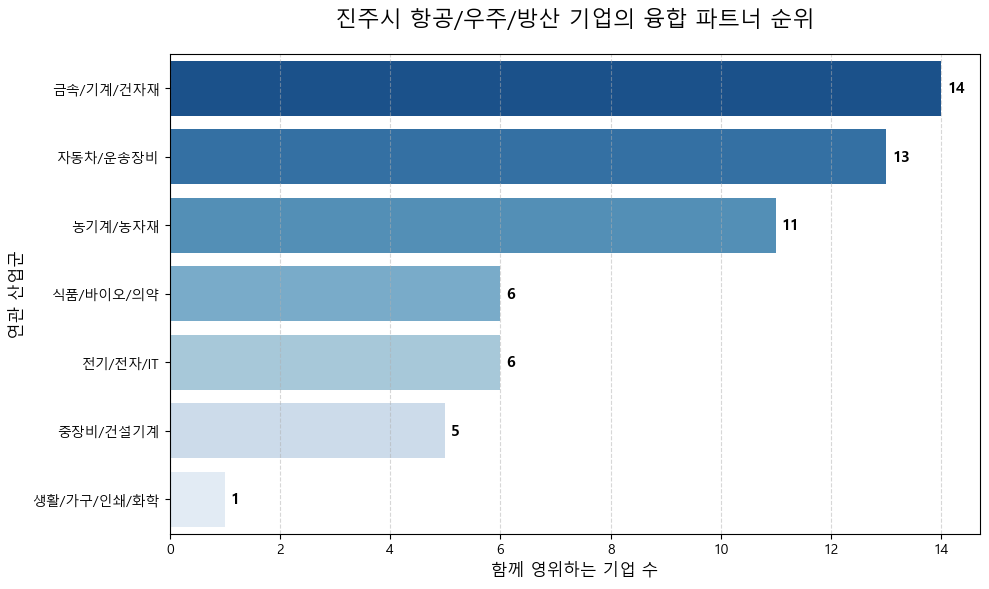 진주시 항공/우주/방산 기업의 융합 파트너 순위
연관 산업군
금속/기계/건자재
14
자동차/운송장비
13
농기계/농자재
11
식품/바이오/의약
6
전기/전자/IT
6
중장비/건설기계
5
생활/가구/인쇄/화학
1
0 2 4 6 8 10 12 14
함께 영위하는 기업 수